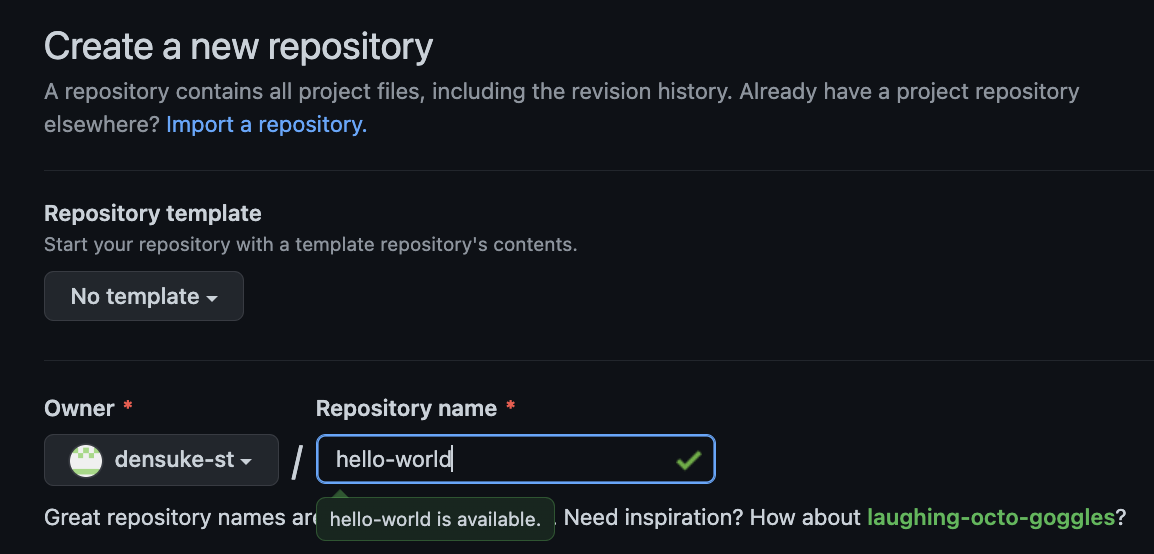 Create a new repository
A repository contains all project files, including the revision history. Already have a project repository
elsewhere? Import a repository.
Repository template
Start your repository with a template repository's contents.
No template
Owner *
Repository name *
densuke-st / hello-world
Great repository names are . Need inspiration? How about laughing-octo-goggles?
hello-world is available.